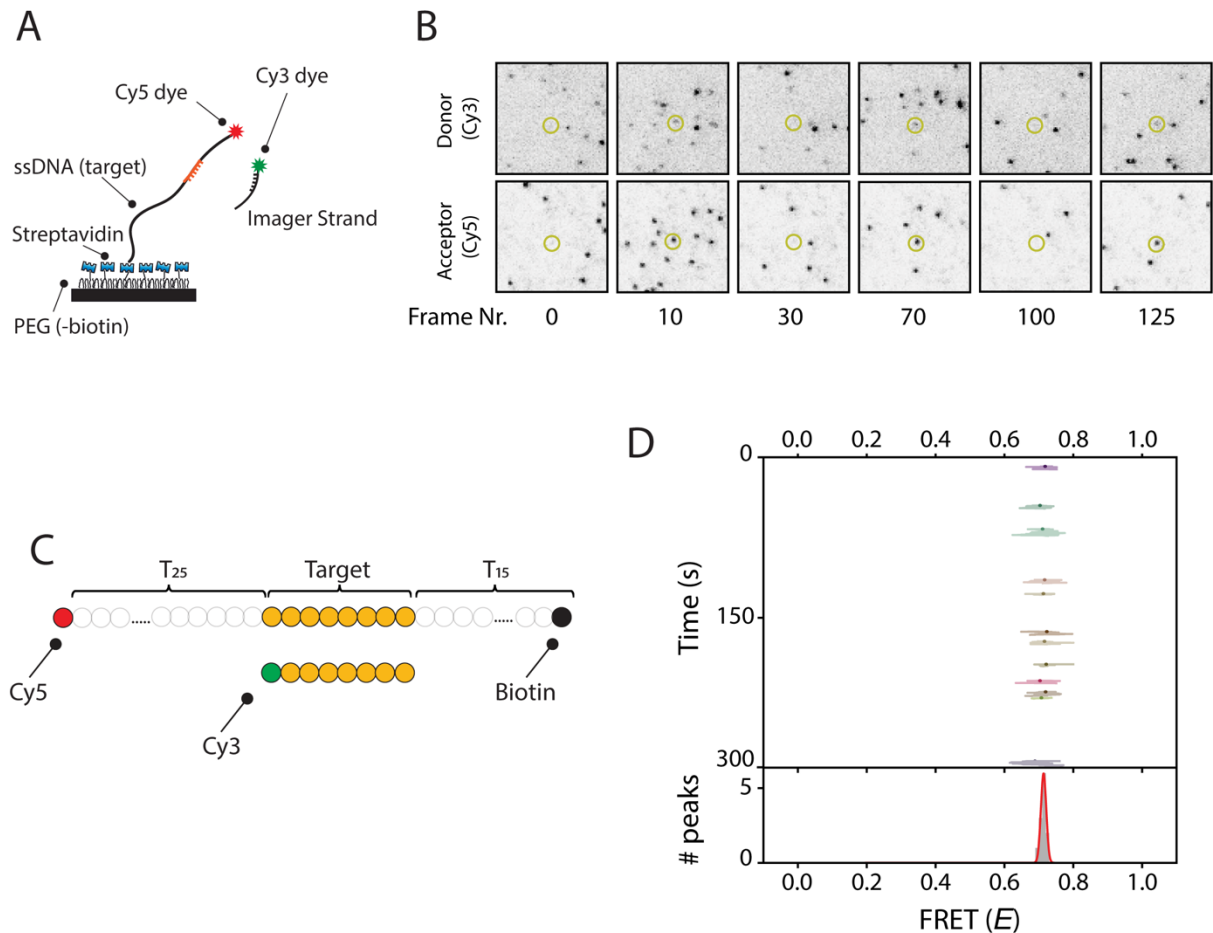 A
Cy5 dye
Cy3 dye
ssDNA (target)
Imager Strand
Streptavidin
PEG (-biotin)
B
Donor
(Cy3)
Acceptor
(Cy5)
Frame Nr. 0 10 30 70 100 125
C
T25 Target T15
.....
.....
Cy5
Cy3
Biotin
D
0.0 0.2 0.4 0.6 0.8 1.0
0
150
300
Time (s)
5
0
# peaks
0.0 0.2 0.4 0.6 0.8 1.0
FRET (E)